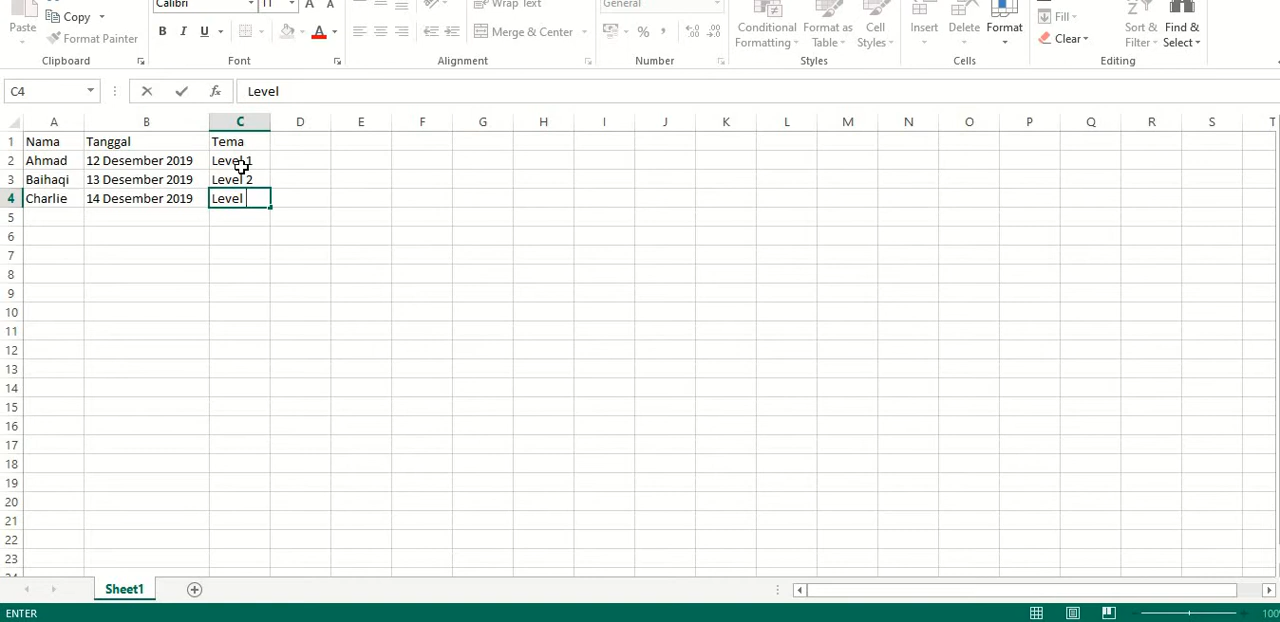 Copy
Wrap Text
General
Paste
Format Painter
B I U A
Merge & Center
%
Conditional Formatting
Format as Table
Cell Styles
Insert
Delete
Format
Fill
Clear
Sort & Filter
Find & Select
Clipboard
Font
Alignment
Number
Styles
Cells
Editing
C4
fx
Level
A B C D E F G H I J K L M N O P Q R S T
1 Nama Tanggal Tema
2 Ahmad 12 Desember 2019 Level 1
3 Baihaqi 13 Desember 2019 Level 2
4 Charlie 14 Desember 2019 Level
5
6
7
8
9
10
11
12
13
14
15
16
17
18
19
20
21
22
23
Sheet1
ENTER